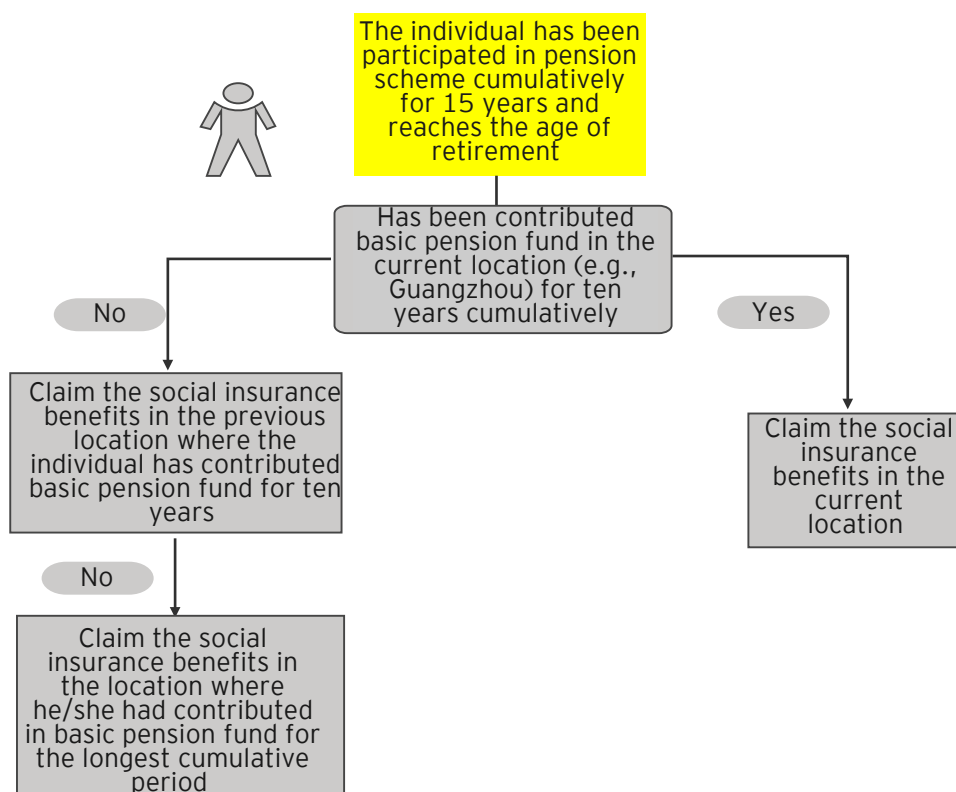 The individual has been
participated in pension
scheme cumulatively
for 15 years and
reaches the age of
retirement
Has been contributed
basic pension fund in the
current location (e.g.,
Guangzhou) for ten
years cumulatively
No
Yes
Claim the social insurance
benefits in the previous
location where the
individual has contributed
basic pension fund for ten
years
Claim the social
insurance
benefits in the
current
location
No
Claim the social
insurance benefits in
the location where
he/she had contributed
in basic pension fund for
the longest cumulative
period